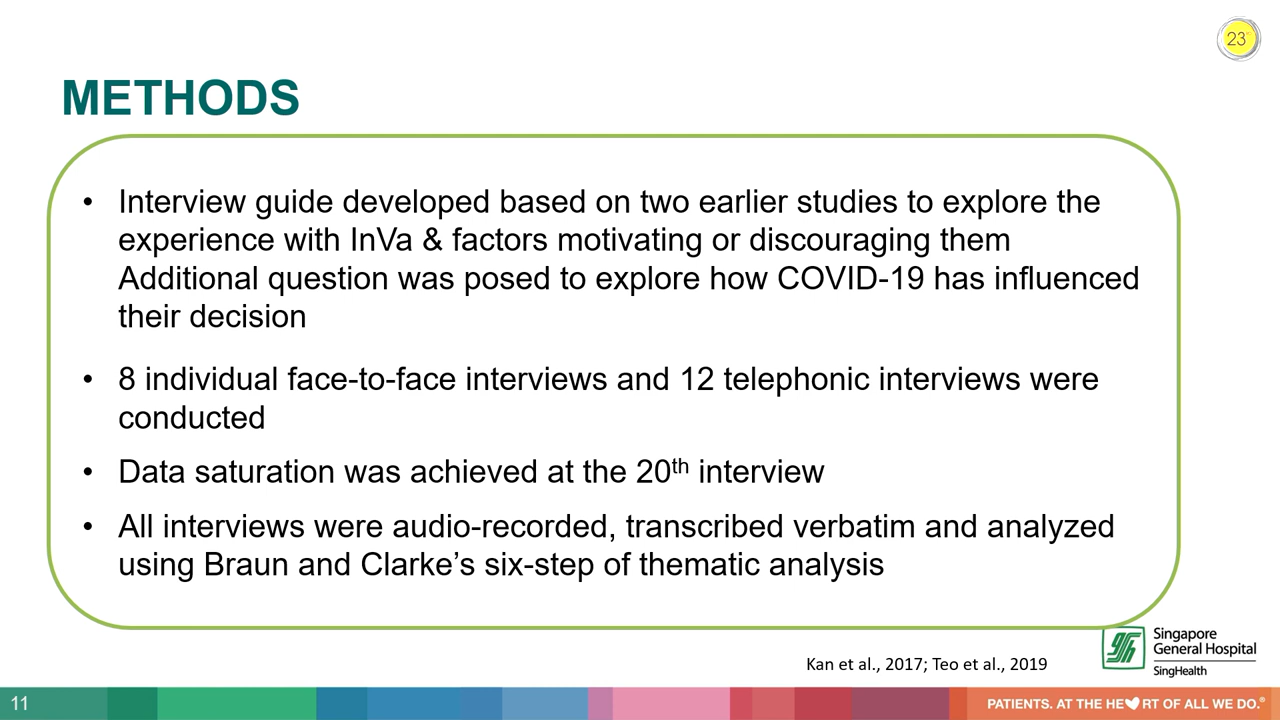 23
METHODS
• Interview guide developed based on two earlier studies to explore the
experience with InVa & factors motivating or discouraging them
Additional question was posed to explore how COVID-19 has influenced
their decision
• 8 individual face-to-face interviews and 12 telephonic interviews were
conducted
• Data saturation was achieved at the 20th interview
• All interviews were audio-recorded, transcribed verbatim and analyzed
using Braun and Clarke’s six-step of thematic analysis
Kan et al., 2017; Teo et al., 2019
Singapore
General Hospital
SingHealth
11
PATIENTS. AT THE HE♥RT OF ALL WE DO.®